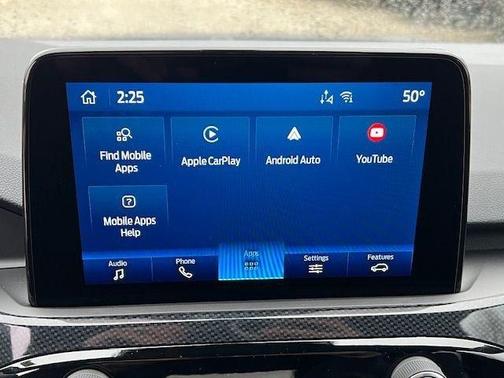 2:25
50°
Find Mobile
Apps
Apple CarPlay
Android Auto
YouTube
Mobile Apps
Help
Audio
Phone
Apps
Settings
Features